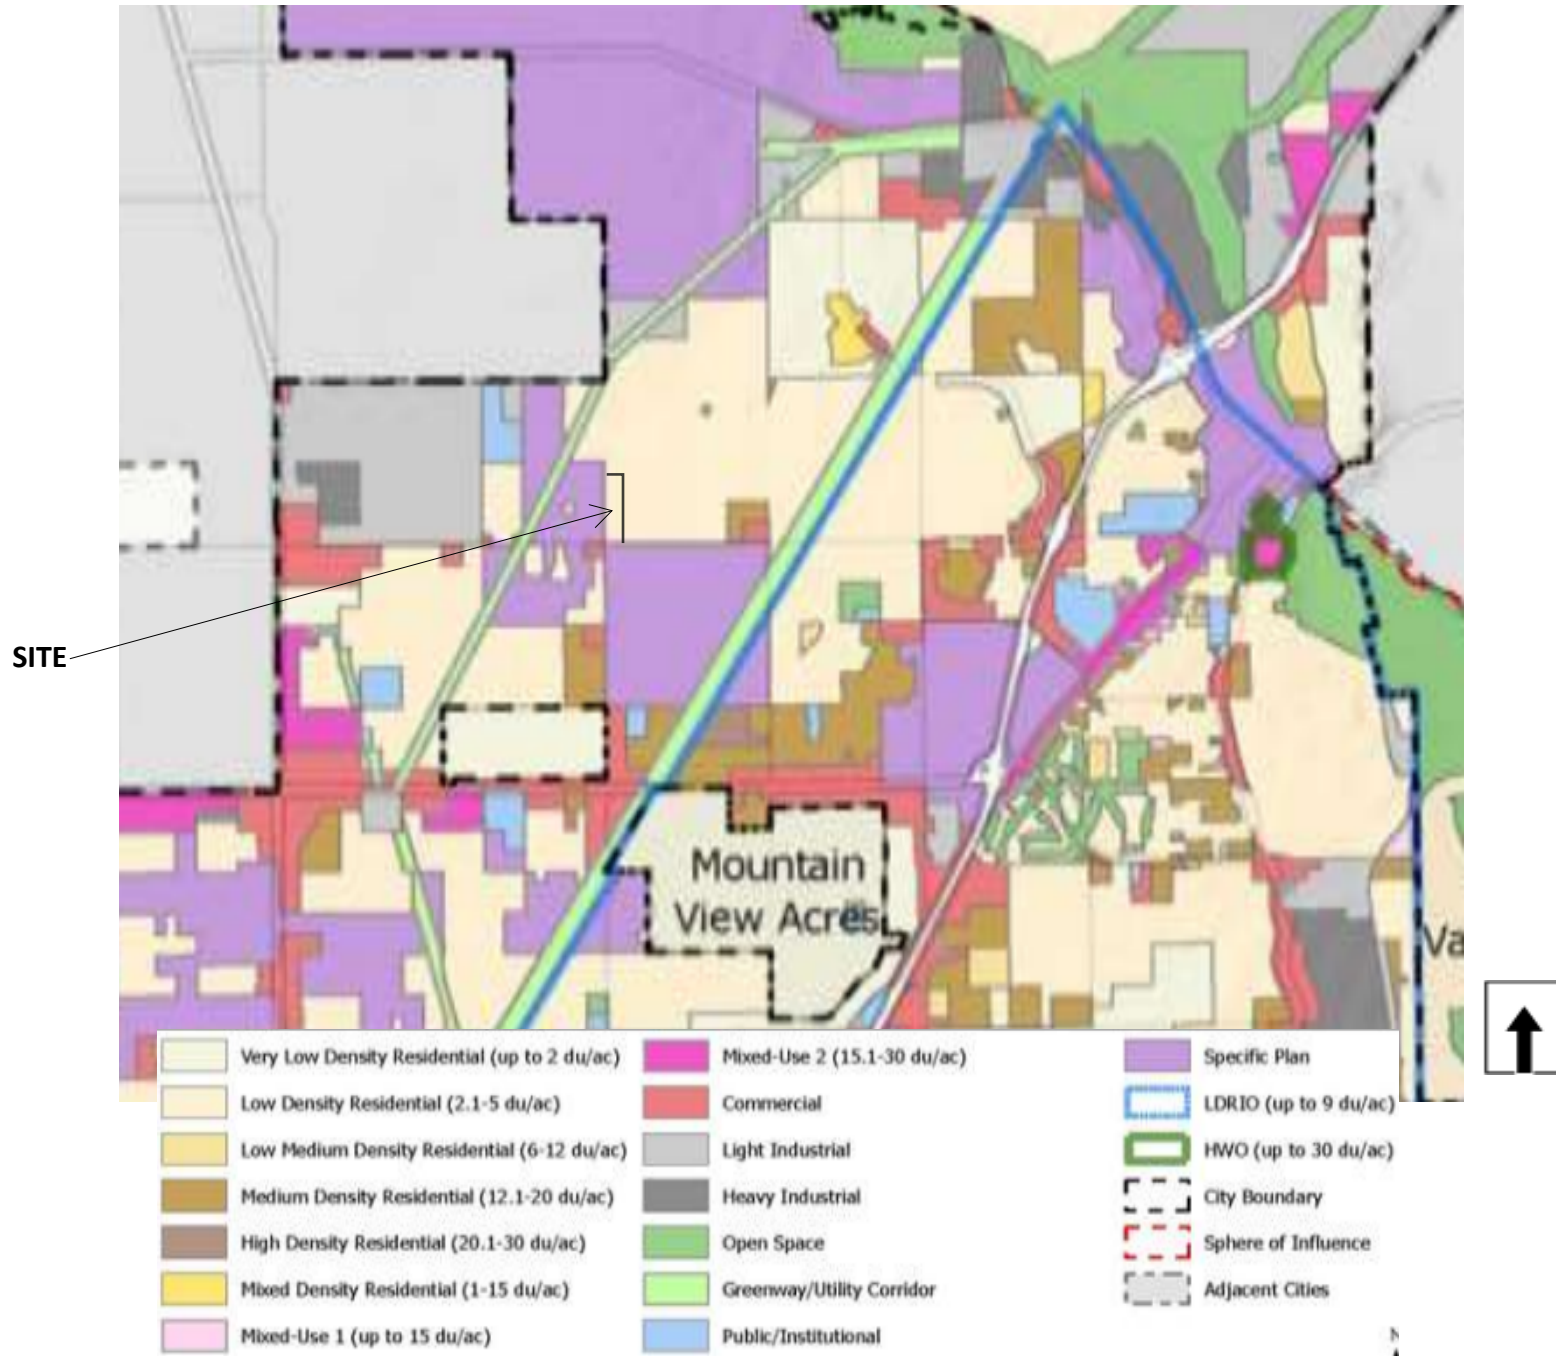 SITE
Mountain
View Acres
Va
Very Low Density Residential (up to 2 du/ac)
Low Density Residential (2.1-5 du/ac)
Low Medium Density Residential (6-12 du/ac)
Medium Density Residential (12.1-20 du/ac)
High Density Residential (20.1-30 du/ac)
Mixed Density Residential (1-15 du/ac)
Mixed-Use 1 (up to 15 du/ac)
Mixed-Use 2 (15.1-30 du/ac)
Commercial
Light Industrial
Heavy Industrial
Open Space
Greenway/Utility Corridor
Public/Institutional
Specific Plan
LDRIO (up to 9 du/ac)
HWO (up to 30 du/ac)
City Boundary
Sphere of Influence
Adjacent Cities
N